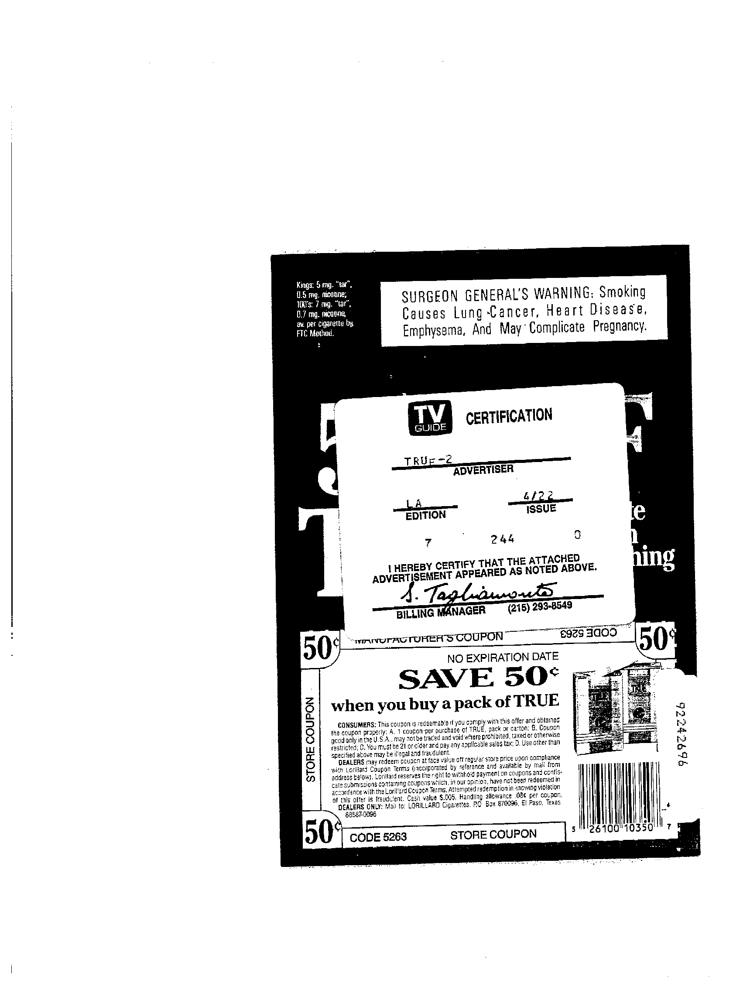 Kings: 5 mg. "tar",
0.5 mg. nicotine;
100's: 7 mg. "tar",
0.7 mg. nicotine,
av. per cigarette by
FTC Method.
SURGEON GENERAL'S WARNING: Smoking
Causes Lung Cancer, Heart Disease,
Emphysema, And May Complicate Pregnancy.
TV
GUIDE
CERTIFICATION
TRUE-2
ADVERTISER
LA
EDITION
4/22
ISSUE
7 244 0
I HEREBY CERTIFY THAT THE ATTACHED
ADVERTISEMENT APPEARED AS NOTED ABOVE.
S. Tagliamonte
BILLING MANAGER (215) 293-8549
50¢
MANUFACTURER'S COUPON
CODE 5263
50¢
NO EXPIRATION DATE
SAVE 50¢
when you buy a pack of TRUE
CONSUMERS: This coupon is redeemable if you comply with this offer and obtained
the coupon properly: A. 1 coupon per purchase of TRUE, pack or carton; B. Coupon
good only in the U.S.A., may not be traded and void where prohibited, taxed or otherwise
restricted; C. You must be 21 or older and pay any applicable sales tax; D. Use other than
specified above may be illegal and fraudulent.
DEALERS may redeem coupon at face value off regular store price upon compliance
with Lorillard Coupon Terms (incorporated by reference and available by mail from
address below). Lorillard reserves the right to withhold payment on coupons and confis-
cate submissions containing coupons which, in our opinion, have not been redeemed in
accordance with the Lorillard Coupon Terms. Attempted redemption in knowing violation
of this offer is fraudulent. Cash value $.005. Handling allowance .08¢ per coupon.
DEALERS ONLY: Mail to: LORILLARD Cigarettes, P.O. Box 870096, El Paso, Texas
88587-0096
STORE COUPON
50¢
CODE 5263
STORE COUPON
5 26100 10350 7
92242696